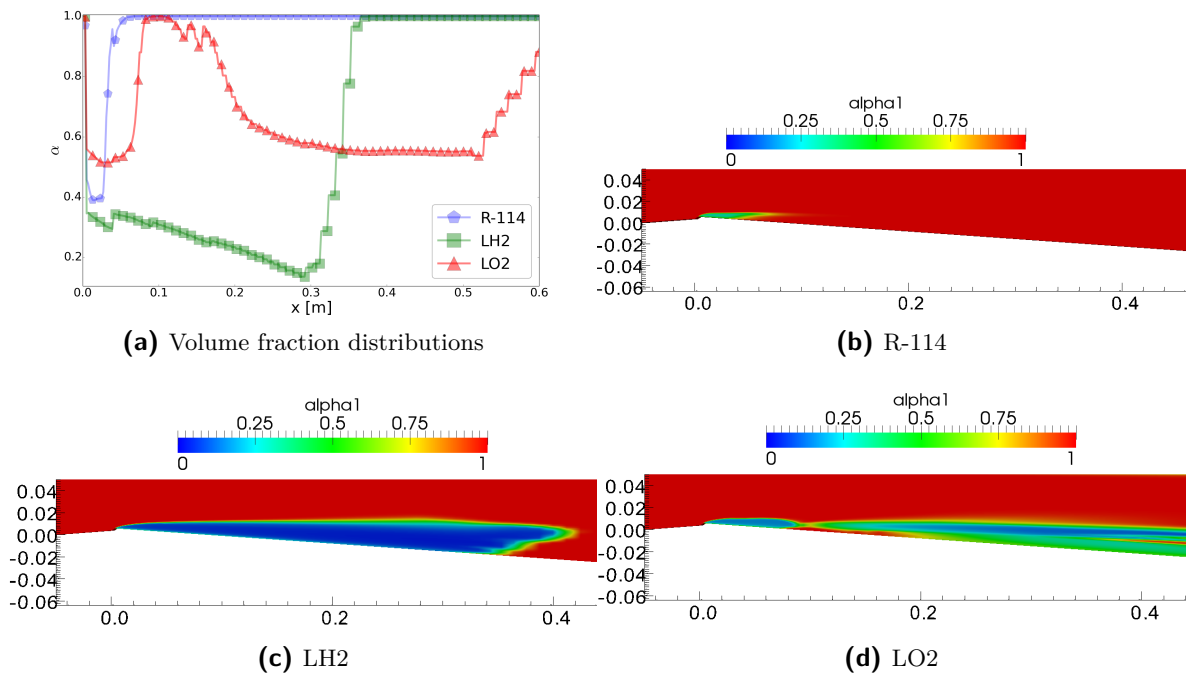 1.0
0.8
0.6
α
0.4
0.2
R-114
LH2
LO2
0.0 0.1 0.2 0.3 0.4 0.5 0.6
x [m]
(a) Volume fraction distributions
alpha1
0.25 0.5 0.75
0 1
0.04
0.02
0.00
-0.02
-0.04
-0.06
0.0 0.2 0.4
(b) R-114
alpha1
0.25 0.5 0.75
0 1
0.04
0.02
0.00
-0.02
-0.04
-0.06
0.0 0.2 0.4
(c) LH2
alpha1
0.25 0.5 0.75
0 1
0.04
0.02
0.00
-0.02
-0.04
-0.06
0.0 0.2 0.4
(d) LO2